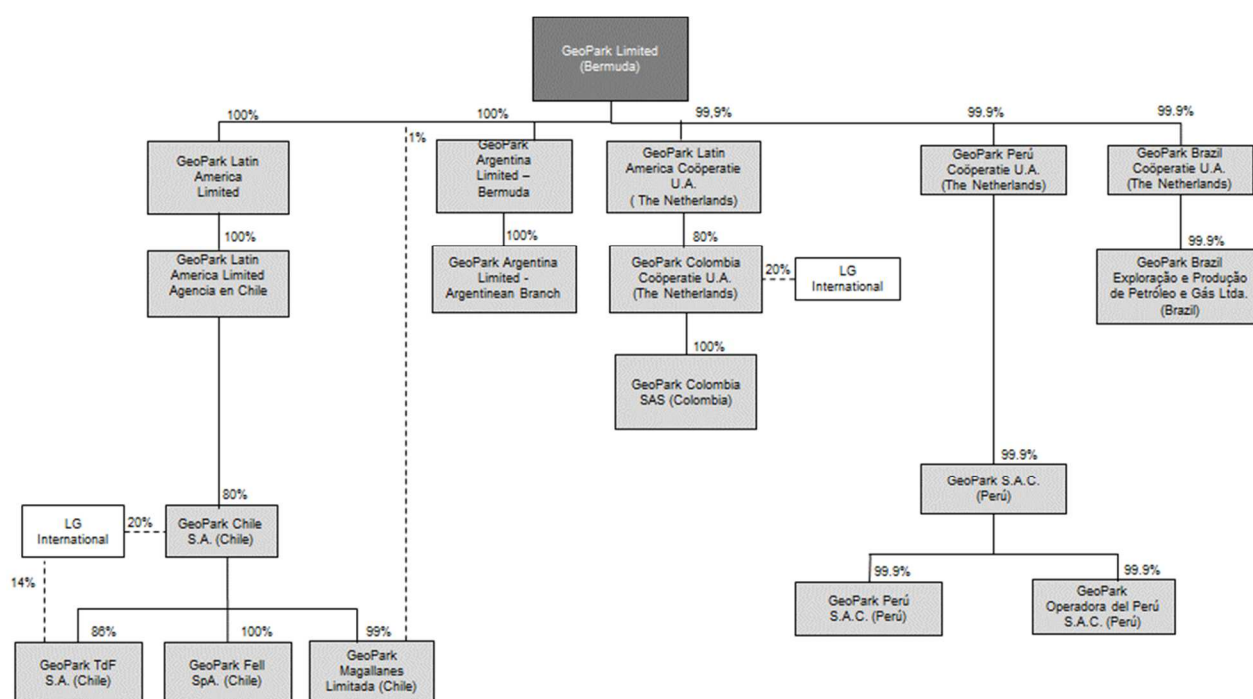 GeoPark Limited
(Bermuda)
100%
100%
99,9%
99.9%
99.9%
1%
GeoPark Latin
America
Limited
GeoPark
Argentina
Limited –
Bermuda
GeoPark Latin
America Coöperatie
U.A.
( The Netherlands)
GeoPark Perú
Coöperatie U.A.
(The Netherlands)
GeoPark Brazil
Coöperatie U.A.
(The Netherlands)
100%
100%
80%
99.9%
GeoPark Latin
America Limited
Agencia en Chile
GeoPark Argentina
Limited -
Argentinean Branch
GeoPark Colombia
Coöperatie U.A.
(The Netherlands)
20%
LG
International
GeoPark Brazil
Exploração e Produção
de Petróleo e Gás Ltda.
(Brazil)
100%
GeoPark Colombia
SAS (Colombia)
99.9%
GeoPark S.A.C.
(Perú)
80%
LG
International
20%
GeoPark Chile
S.A. (Chile)
99.9%
99.9%
GeoPark Perú
S.A.C. (Perú)
GeoPark
Operadora del Perú
S.A.C. (Perú)
14%
86%
100%
99%
GeoPark TdF
S.A. (Chile)
GeoPark Fell
SpA. (Chile)
GeoPark
Magallanes
Limitada (Chile)